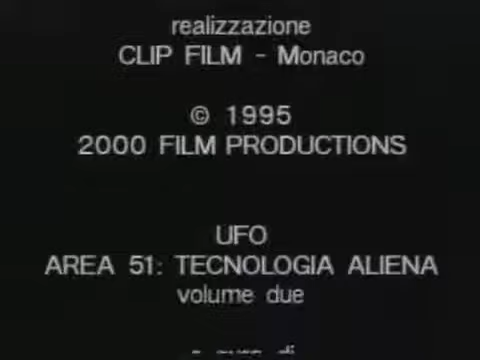 realizzazione
CLIP FILM - Monaco
© 1995
2000 FILM PRODUCTIONS
UFO
AREA 51: TECNOLOGIA ALIENA
volume due